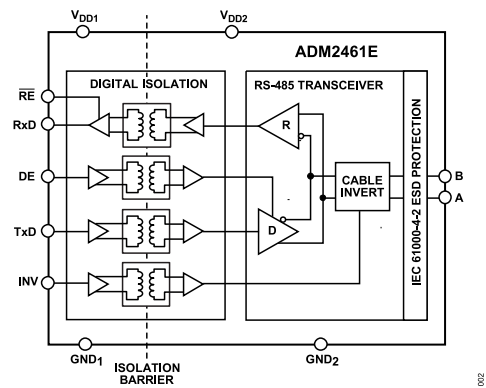 VDD1 VDD2
ADM2461E
DIGITAL ISOLATION
RS-485 TRANSCEIVER
RE
RxD
R
DE
CABLE
INVERT
IEC 61000-4-2 ESD PROTECTION
B
A
TxD
D
INV
GND1
GND2
ISOLATION
BARRIER
002